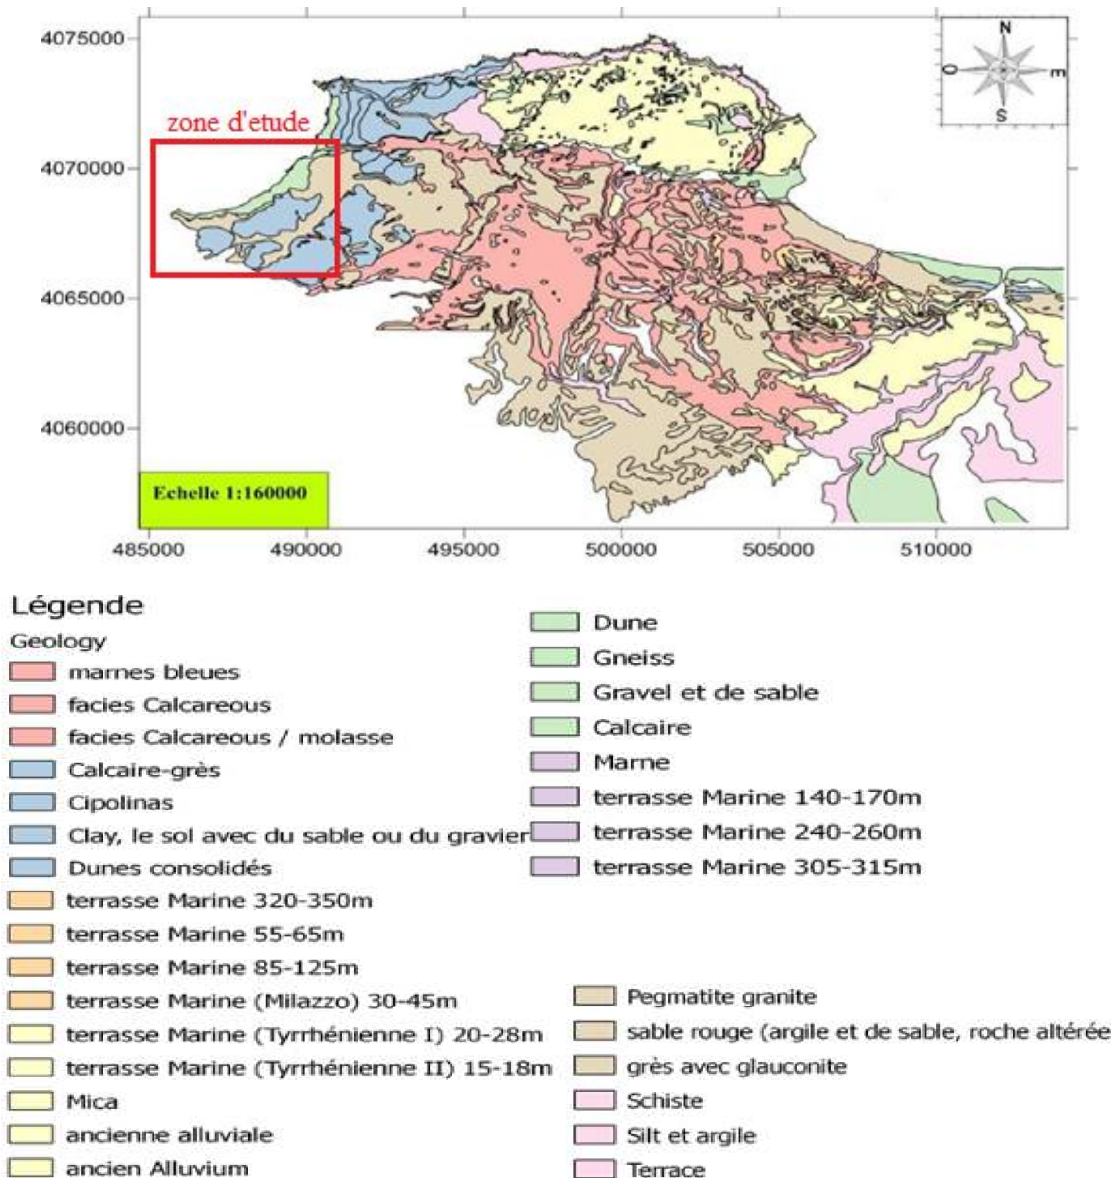 4075000
4070000
4065000
4060000
zone d'etude
N
O
E
S
Echelle 1:160000
485000
490000
495000
500000
505000
510000
Légende
Geology
marnes bleues
facies Calcareous
facies Calcareous / molasse
Calcaire-grès
Cipolinas
Clay, le sol avec du sable ou du gravier
Dunes consolidés
terrasse Marine 320-350m
terrasse Marine 55-65m
terrasse Marine 85-125m
terrasse Marine (Milazzo) 30-45m
terrasse Marine (Tyrrhénienne I) 20-28m
terrasse Marine (Tyrrhénienne II) 15-18m
Mica
ancienne alluviale
ancien Alluvium
Dune
Gneiss
Gravel et de sable
Calcaire
Marne
terrasse Marine 140-170m
terrasse Marine 240-260m
terrasse Marine 305-315m
Pegmatite granite
sable rouge (argile et de sable, roche altérée
grès avec glauconite
Schiste
Silt et argile
Terrace